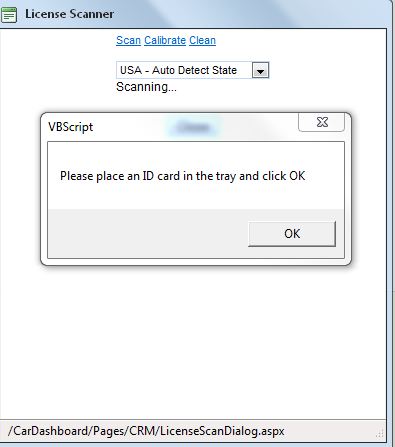 License Scanner
Scan Calibrate Clean
USA - Auto Detect State
Scanning...
VBScript
Please place an ID card in the tray and click OK
OK
/CarDashboard/Pages/CRM/LicenseScanDialog.aspx